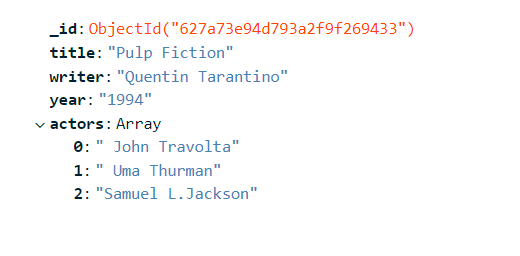 _id: ObjectId("627a73e94d793a2f9f269433")
title: "Pulp Fiction"
writer: "Quentin Tarantino"
year: "1994"
actors: Array
0: " John Travolta"
1: " Uma Thurman"
2: "Samuel L.Jackson"